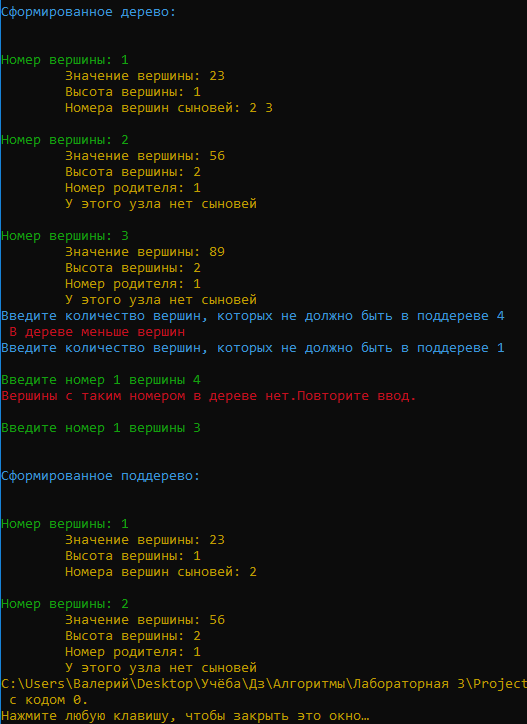 Сформированное дерево:
Номер вершины: 1
Значение вершины: 23
Высота вершины: 1
Номера вершин сыновей: 2 3
Номер вершины: 2
Значение вершины: 56
Высота вершины: 2
Номер родителя: 1
У этого узла нет сыновей
Номер вершины: 3
Значение вершины: 89
Высота вершины: 2
Номер родителя: 1
У этого узла нет сыновей
Введите количество вершин, которых не должно быть в поддереве 4
В дереве меньше вершин
Введите количество вершин, которых не должно быть в поддереве 1
Введите номер 1 вершины 4
Вершины с таким номером в дереве нет.Повторите ввод.
Введите номер 1 вершины 3
Сформированное поддерево:
Номер вершины: 1
Значение вершины: 23
Высота вершины: 1
Номера вершин сыновей: 2
Номер вершины: 2
Значение вершины: 56
Высота вершины: 2
Номер родителя: 1
У этого узла нет сыновей
C:\Users\Валерий\Desktop\Учёба\Дз\Алгоритмы\Лабораторная 3\Project
с кодом 0.
Нажмите любую клавишу, чтобы закрыть это окно…